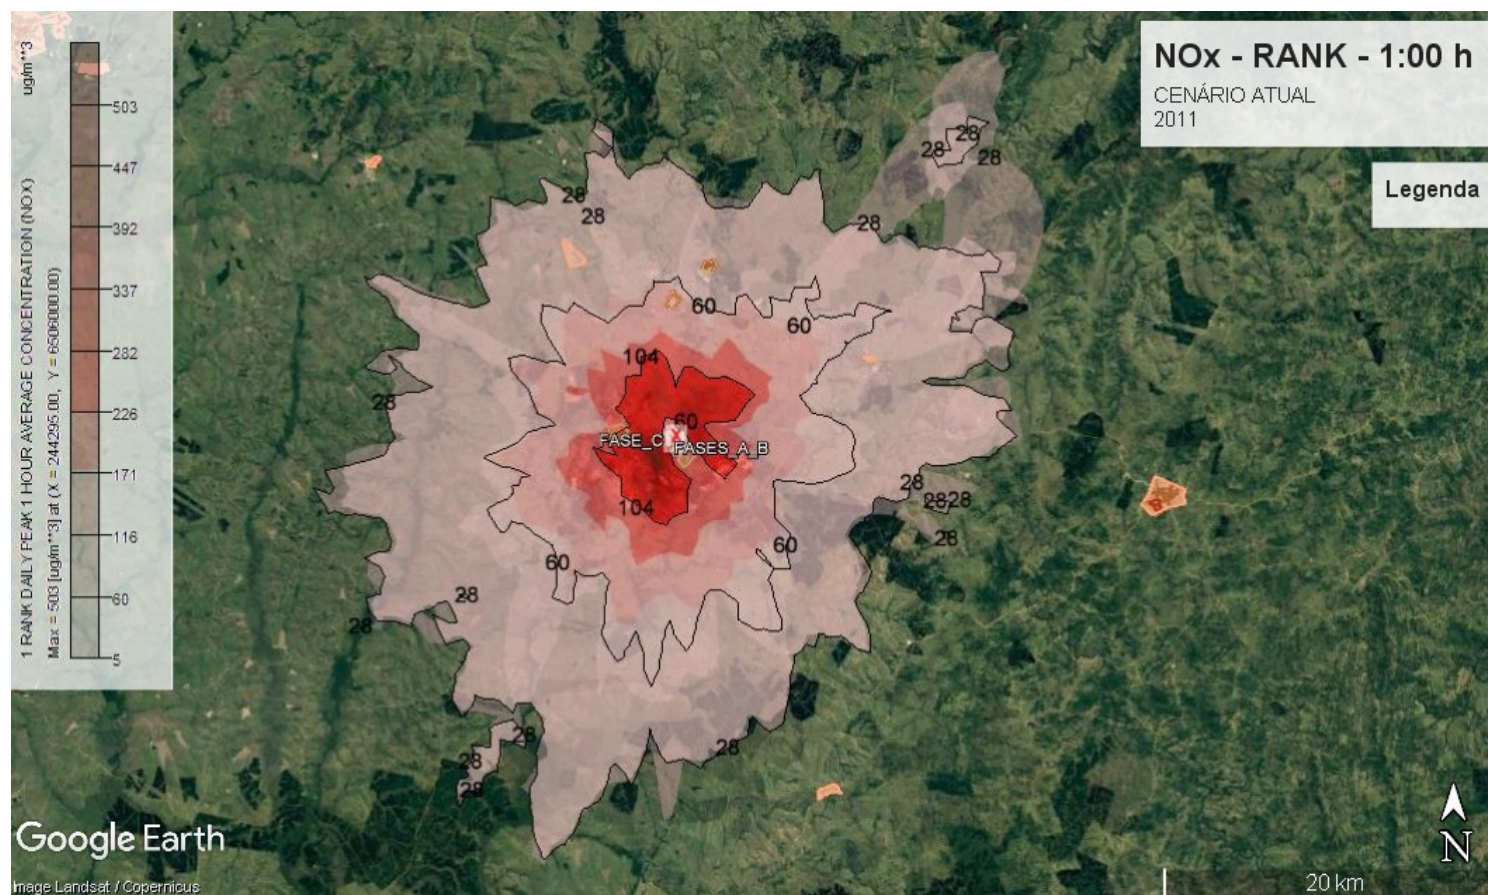 NOx - RANK - 1:00 h
CENÁRIO ATUAL
2011
Legenda
ug/m**3
1 RANK DAILY PEAK 1 HOUR AVERAGE CONCENTRATION (NOX)
Max = 503 [ug/m**3] at (X = 244295.00, Y = 6506000.00)
503
447
392
337
282
226
171
116
60
5
28
28
28
28
28
28
60
60
104
28
60
FASE_C
FASES_A_B
28
28
28
104
28
60
60
28
28
28
28
28
28
Google Earth
Image Landsat / Copernicus
N
20 km